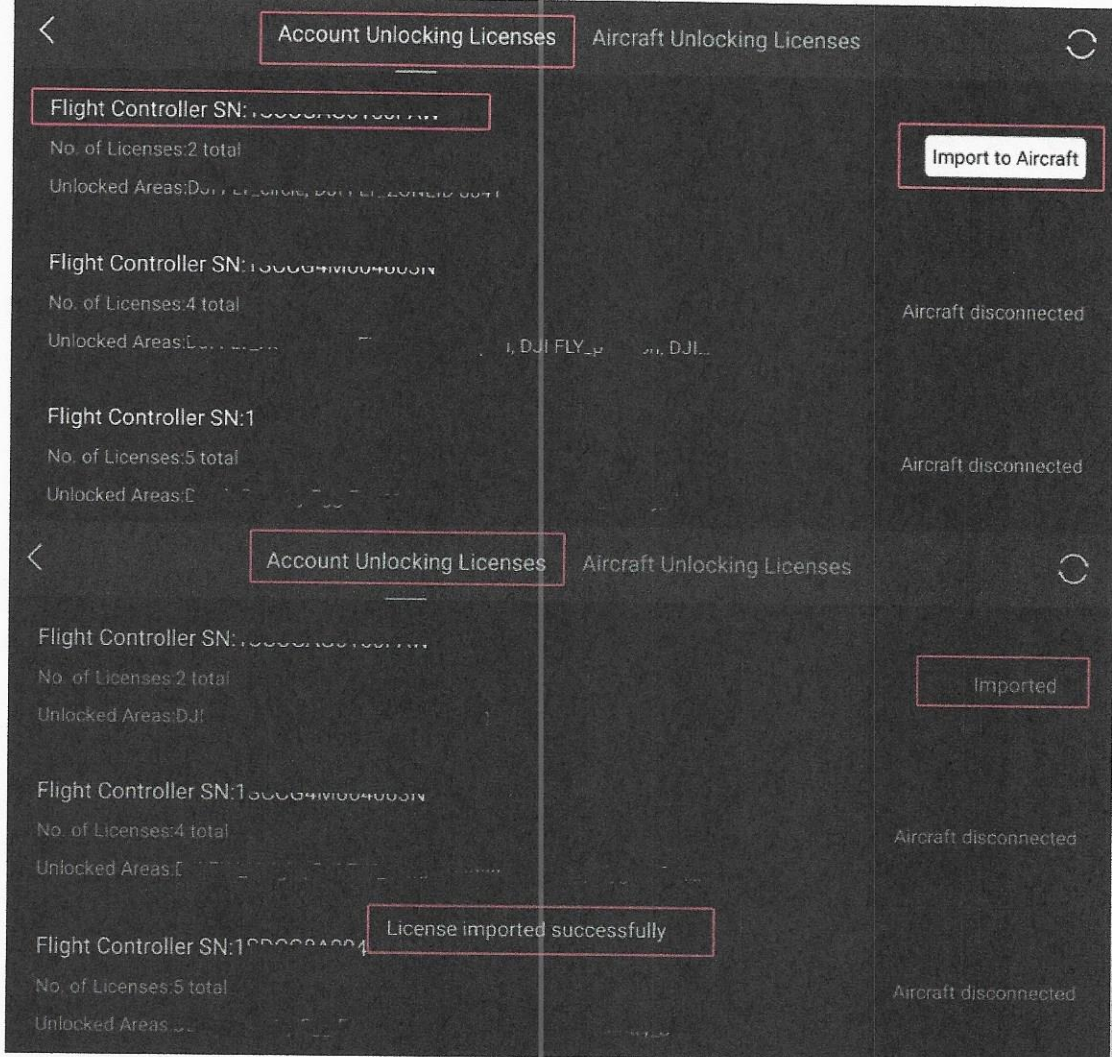 Account Unlocking Licenses Aircraft Unlocking Licenses
Flight Controller SN:
No. of Licenses:2 total
Import to Aircraft
Unlocked Areas:
Flight Controller SN:
No. of Licenses:4 total
Aircraft disconnected
Unlocked Areas: DJI FLY_ DJI...
Flight Controller SN:1
No. of Licenses:5 total
Aircraft disconnected
Unlocked Areas:
Account Unlocking Licenses Aircraft Unlocking Licenses
Flight Controller SN:
No. of Licenses:2 total
Imported
Unlocked Areas:DJI
Flight Controller SN:
No. of Licenses:4 total
Aircraft disconnected
Unlocked Areas:
License imported successfully
Flight Controller SN:
No. of Licenses:5 total
Aircraft disconnected
Unlocked Areas